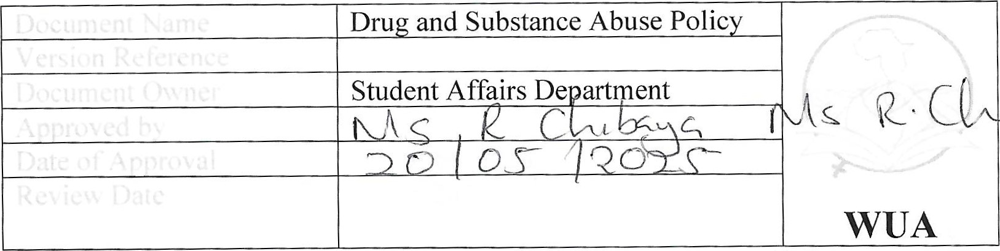 Document Name Drug and Substance Abuse Policy
Version Reference
Document Owner Student Affairs Department
Approved by Ms R Chibaya Ms R. Ch
Date of Approval 20/05/2025
Review Date
WUA